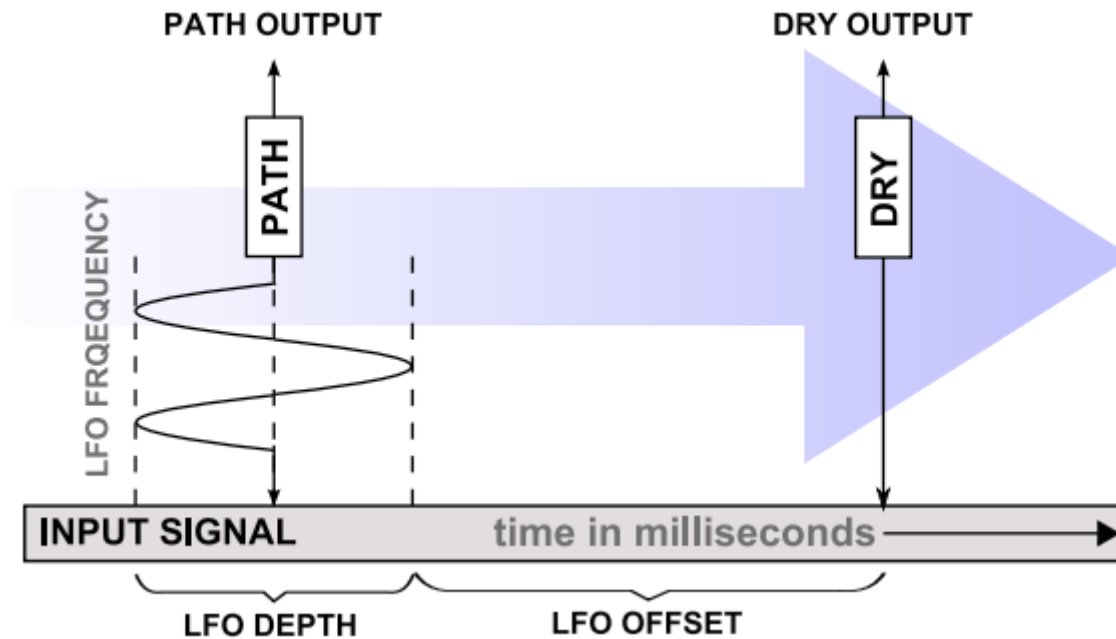 PATH OUTPUT
DRY OUTPUT
PATH
DRY
LFO FRQEQUENCY
INPUT SIGNAL
time in milliseconds
LFO DEPTH
LFO OFFSET